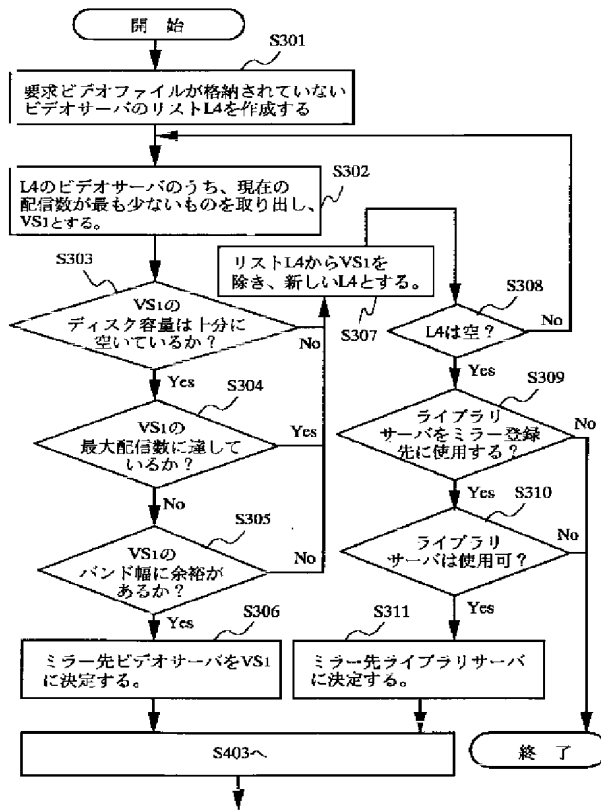 開 始
S301
要求ビデオファイルが格納されていない
ビデオサーバのリストL4を作成する
S302
L4のビデオサーバのうち、現在の
配信数が最も少ないものを取り出し、
VS1とする。
S303
VS1の
ディスク容量は十分に
空いているか?
No
Yes
S304
VS1の
最大配信数に達して
いるか?
Yes
No
S305
VS1の
バンド幅に余裕が
あるか?
No
Yes
S306
ミラー先ビデオサーバをVS1
に決定する。
リストL4からVS1を
除き、新しいL4とする。
S307
S308
L4は空?
No
Yes
S309
ライブラリ
サーバをミラー登録
先に使用する?
No
Yes
S310
ライブラリ
サーバは使用可?
No
Yes
S311
ミラー先ライブラリサーバ
に決定する。
S403へ
終 了